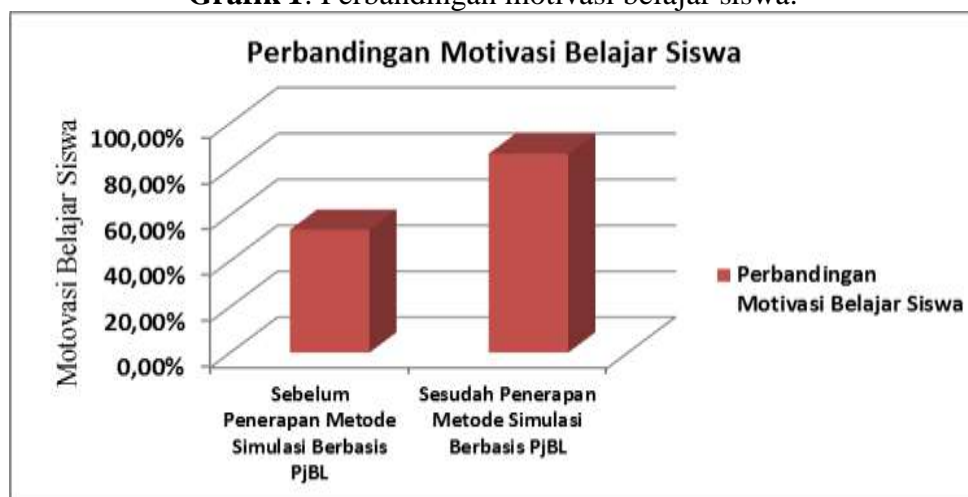 Grafik 1. Perbandingan motivasi belajar siswa.
Perbandingan Motivasi Belajar Siswa
Motovasi Belajar Siswa
100,00%
80,00%
60,00%
40,00%
20,00%
0,00%
Sebelum
Penerapan Metode
Simulasi Berbasis
PjBL
Sesudah Penerapan
Metode Simulasi
Berbasis PjBL
Perbandingan
Motivasi Belajar Siswa